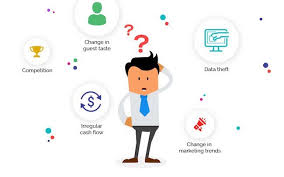 Change in
guest taste
? ?
Competition
Data theft
$
Irregular
cash flow
Change in
marketing trends